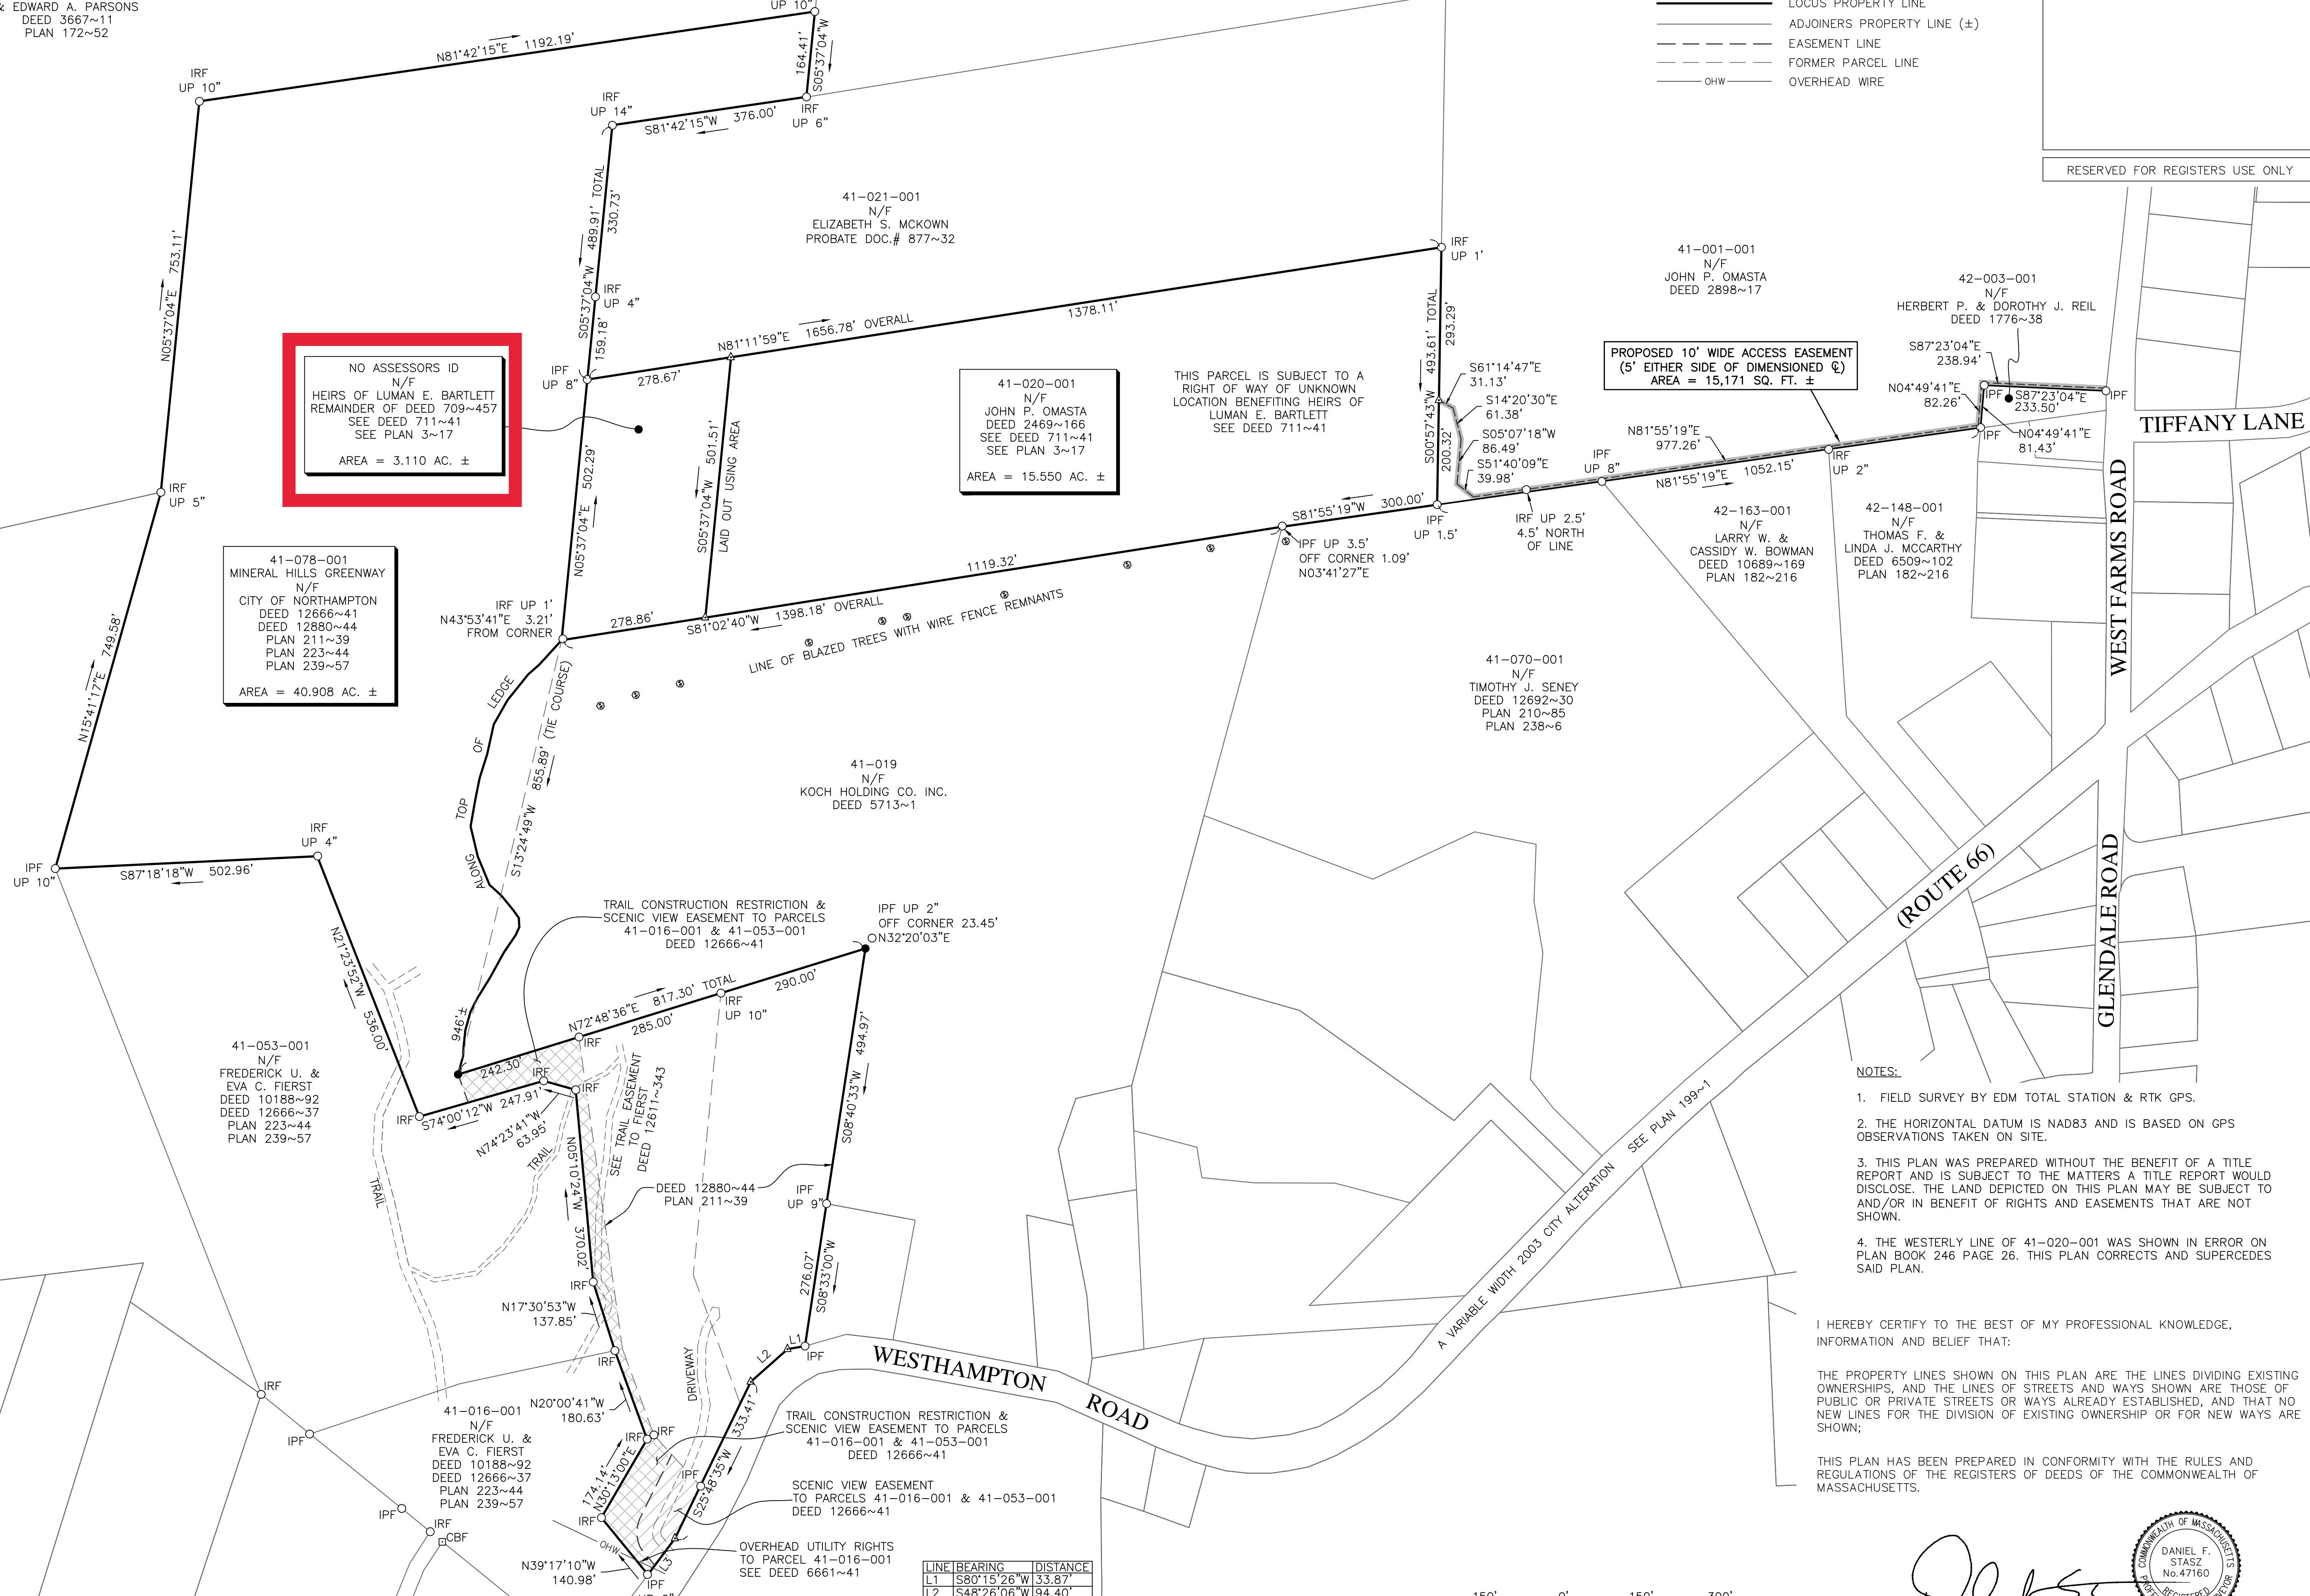 & EDWARD A. PARSONS
DEED 3667~11
PLAN 172~52
UP 10"
N81°42'15"E 1192.19'
164.41'
S05°37'04"W
IRF
UP 10"
IRF
UP 14"
S81°42'15"W 376.00'
IRF
UP 6"
LOCUS PROPERTY LINE
ADJOINERS PROPERTY LINE (±)
EASEMENT LINE
FORMER PARCEL LINE
OHW
OVERHEAD WIRE
RESERVED FOR REGISTERS USE ONLY
N05°37'04"E 753.11'
S05°37'04"W 489.91' TOTAL
330.73'
IRF
UP 4"
159.18'
IPF
UP 8"
41-021-001
N/F
ELIZABETH S. MCKOWN
PROBATE DOC.# 877~32
N81°11'59"E 1656.78' OVERALL
278.67'
1378.11'
IRF
UP 1'
NO ASSESSORS ID
N/F
HEIRS OF LUMAN E. BARTLETT
REMAINDER OF DEED 709~457
SEE DEED 711~41
SEE PLAN 3~17
AREA = 3.110 AC. ±
IRF
UP 5"
N05°37'04"E 502.29'
S05°37'04"W 501.51'
LAID OUT USING AREA
41-020-001
N/F
JOHN P. OMASTA
DEED 2469~166
SEE DEED 711~41
SEE PLAN 3~17
AREA = 15.550 AC. ±
THIS PARCEL IS SUBJECT TO A
RIGHT OF WAY OF UNKNOWN
LOCATION BENEFITING HEIRS OF
LUMAN E. BARTLETT
SEE DEED 711~41
S00°57'43"W 493.61' TOTAL
293.29'
200.32'
S61°14'47"E
31.13'
S14°20'30"E
61.38'
S05°07'18"W
86.49'
S51°40'09"E
39.98'
41-001-001
N/F
JOHN P. OMASTA
DEED 2898~17
42-003-001
N/F
HERBERT P. & DOROTHY J. REIL
DEED 1776~38
PROPOSED 10' WIDE ACCESS EASEMENT
(5' EITHER SIDE OF DIMENSIONED ℄)
AREA = 15,171 SQ. FT. ±
S87°23'04"E
238.94'
N04°49'41"E
82.26'
IPF
S87°23'04"E
233.50'
IPF
N04°49'41"E
81.43'
IPF
TIFFANY LANE
N81°55'19"E
977.26'
IPF
UP 8"
N81°55'19"E 1052.15'
IRF
UP 2"
S81°55'19"W 300.00'
IPF
UP 1.5'
IRF UP 2.5'
4.5' NORTH
OF LINE
IPF UP 3.5'
OFF CORNER 1.09'
N03°41'27"E
42-163-001
N/F
LARRY W. &
CASSIDY W. BOWMAN
DEED 10689~169
PLAN 182~216
42-148-001
N/F
THOMAS F. &
LINDA J. MCCARTHY
DEED 6509~102
PLAN 182~216
WEST FARMS ROAD
41-078-001
MINERAL HILLS GREENWAY
N/F
CITY OF NORTHAMPTON
DEED 12666~41
DEED 12880~44
PLAN 211~39
PLAN 223~44
PLAN 239~57
AREA = 40.908 AC. ±
N15°41'17"E 749.58'
IRF UP 1'
N43°53'41"E 3.21'
FROM CORNER
278.86'
S81°02'40"W 1398.18' OVERALL
1119.32'
LINE OF BLAZED TREES WITH WIRE FENCE REMNANTS
ALONG TOP OF LEDGE
S13°24'49"W 855.89' (TIE COURSE)
946'±
41-070-001
N/F
TIMOTHY J. SENEY
DEED 12692~30
PLAN 210~85
PLAN 238~6
41-019
N/F
KOCH HOLDING CO. INC.
DEED 5713~1
IRF
UP 4"
IPF
UP 10"
S87°18'18"W 502.96'
N21°23'52"W 536.00'
TRAIL CONSTRUCTION RESTRICTION &
SCENIC VIEW EASEMENT TO PARCELS
41-016-001 & 41-053-001
DEED 12666~41
IPF UP 2"
OFF CORNER 23.45'
N32°20'03"E
N72°48'36"E 817.30' TOTAL
290.00'
285.00'
242.30'
IRF
UP 10"
IRF
IRF
IRF
IRF
S74°00'12"W 247.91'
N74°23'41"W
63.95'
TRAIL
TRAIL
SEE TRAIL EASEMENT
TO FIERST
DEED 12611~343
N05°10'24"W 370.02'
S08°40'33"W 494.97'
DEED 12880~44
PLAN 211~39
IPF
UP 9"
276.07'
S08°33'00"W
41-053-001
N/F
FREDERICK U. &
EVA C. FIERST
DEED 10188~92
DEED 12666~37
PLAN 223~44
PLAN 239~57
IRF
N17°30'53"W
137.85'
IRF
L1
L2
IPF
DRIVEWAY
WESTHAMPTON ROAD
(ROUTE 66)
A VARIABLE WIDTH 2003 CITY ALTERATION SEE PLAN 199~1
GLENDALE ROAD
IRF
IPF
IPF
IRF
CBF
41-016-001
N/F
FREDERICK U. &
EVA C. FIERST
DEED 10188~92
DEED 12666~37
PLAN 223~44
PLAN 239~57
N20°00'41"W
180.63'
IRF
IRF
174.14'
N30°13'00"E
IRF
OHW
N39°17'10"W
140.98'
IPF
L3
IPF
333.41'
S25°48'35"W
TRAIL CONSTRUCTION RESTRICTION &
SCENIC VIEW EASEMENT TO PARCELS
41-016-001 & 41-053-001
DEED 12666~41
SCENIC VIEW EASEMENT
TO PARCELS 41-016-001 & 41-053-001
DEED 12666~41
OVERHEAD UTILITY RIGHTS
TO PARCEL 41-016-001
SEE DEED 6661~41
LINE BEARING DISTANCE
L1 S80°15'26"W 33.87'
L2 S48°26'06"W 94.40'
NOTES:
1. FIELD SURVEY BY EDM TOTAL STATION & RTK GPS.
2. THE HORIZONTAL DATUM IS NAD83 AND IS BASED ON GPS
OBSERVATIONS TAKEN ON SITE.
3. THIS PLAN WAS PREPARED WITHOUT THE BENEFIT OF A TITLE
REPORT AND IS SUBJECT TO THE MATTERS A TITLE REPORT WOULD
DISCLOSE. THE LAND DEPICTED ON THIS PLAN MAY BE SUBJECT TO
AND/OR IN BENEFIT OF RIGHTS AND EASEMENTS THAT ARE NOT
SHOWN.
4. THE WESTERLY LINE OF 41-020-001 WAS SHOWN IN ERROR ON
PLAN BOOK 246 PAGE 26. THIS PLAN CORRECTS AND SUPERCEDES
SAID PLAN.
I HEREBY CERTIFY TO THE BEST OF MY PROFESSIONAL KNOWLEDGE,
INFORMATION AND BELIEF THAT:
THE PROPERTY LINES SHOWN ON THIS PLAN ARE THE LINES DIVIDING EXISTING
OWNERSHIPS, AND THE LINES OF STREETS AND WAYS SHOWN ARE THOSE OF
PUBLIC OR PRIVATE STREETS OR WAYS ALREADY ESTABLISHED, AND THAT NO
NEW LINES FOR THE DIVISION OF EXISTING OWNERSHIP OR FOR NEW WAYS ARE
SHOWN;
THIS PLAN HAS BEEN PREPARED IN CONFORMITY WITH THE RULES AND
REGULATIONS OF THE REGISTERS OF DEEDS OF THE COMMONWEALTH OF
MASSACHUSETTS.
COMMONWEALTH OF MASSACHUSETTS
DANIEL F.
STASZ
No.47160
REGISTERED
150' 0' 150' 300'